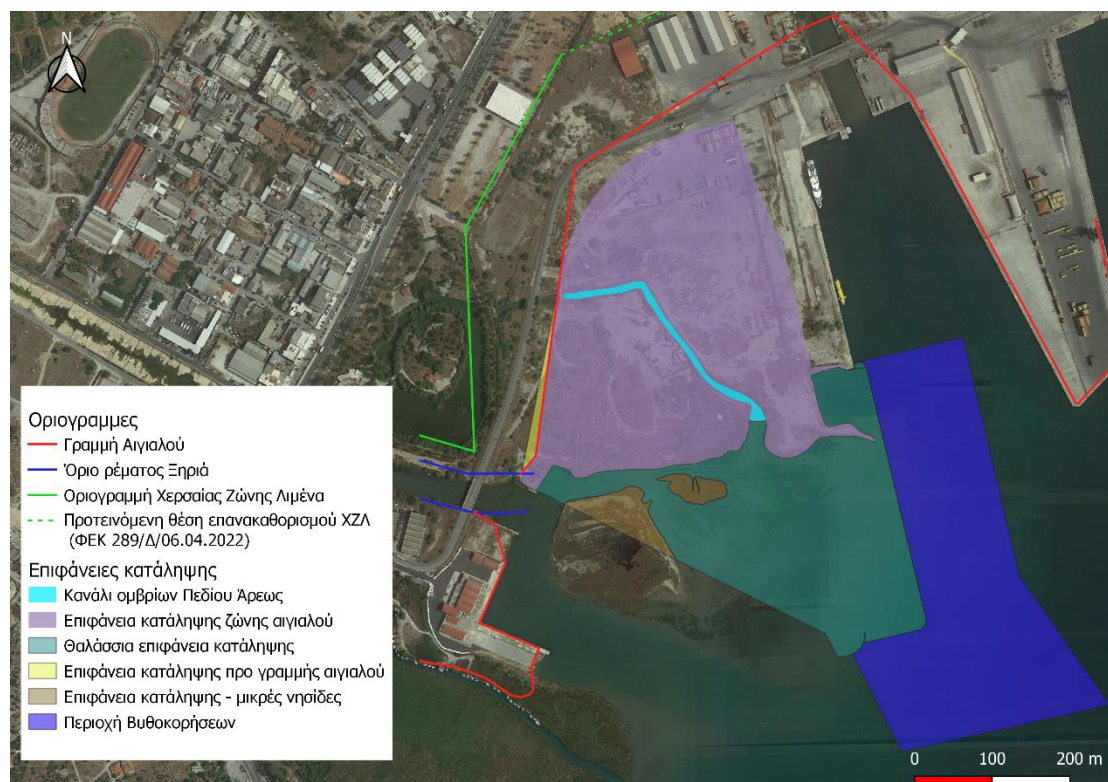 N
Οριογραμμες
Γραμμή Αιγιαλού
Όριο ρέματος Ξηριά
Οριογραμμή Χερσαίας Ζώνης Λιμένα
Προτεινόμενη θέση επανακαθορισμού ΧΖΛ
(ΦΕΚ 289/Δ/06.04.2022)
Επιφάνειες κατάληψης
Κανάλι ομβρίων Πεδίου Άρεως
Επιφάνεια κατάληψης ζώνης αιγιαλού
Θαλάσσια επιφάνεια κατάληψης
Επιφάνεια κατάληψης προ γραμμής αιγιαλού
Επιφάνεια κατάληψης - μικρές νησίδες
Περιοχή Βυθοκορήσεων
0 100 200 m